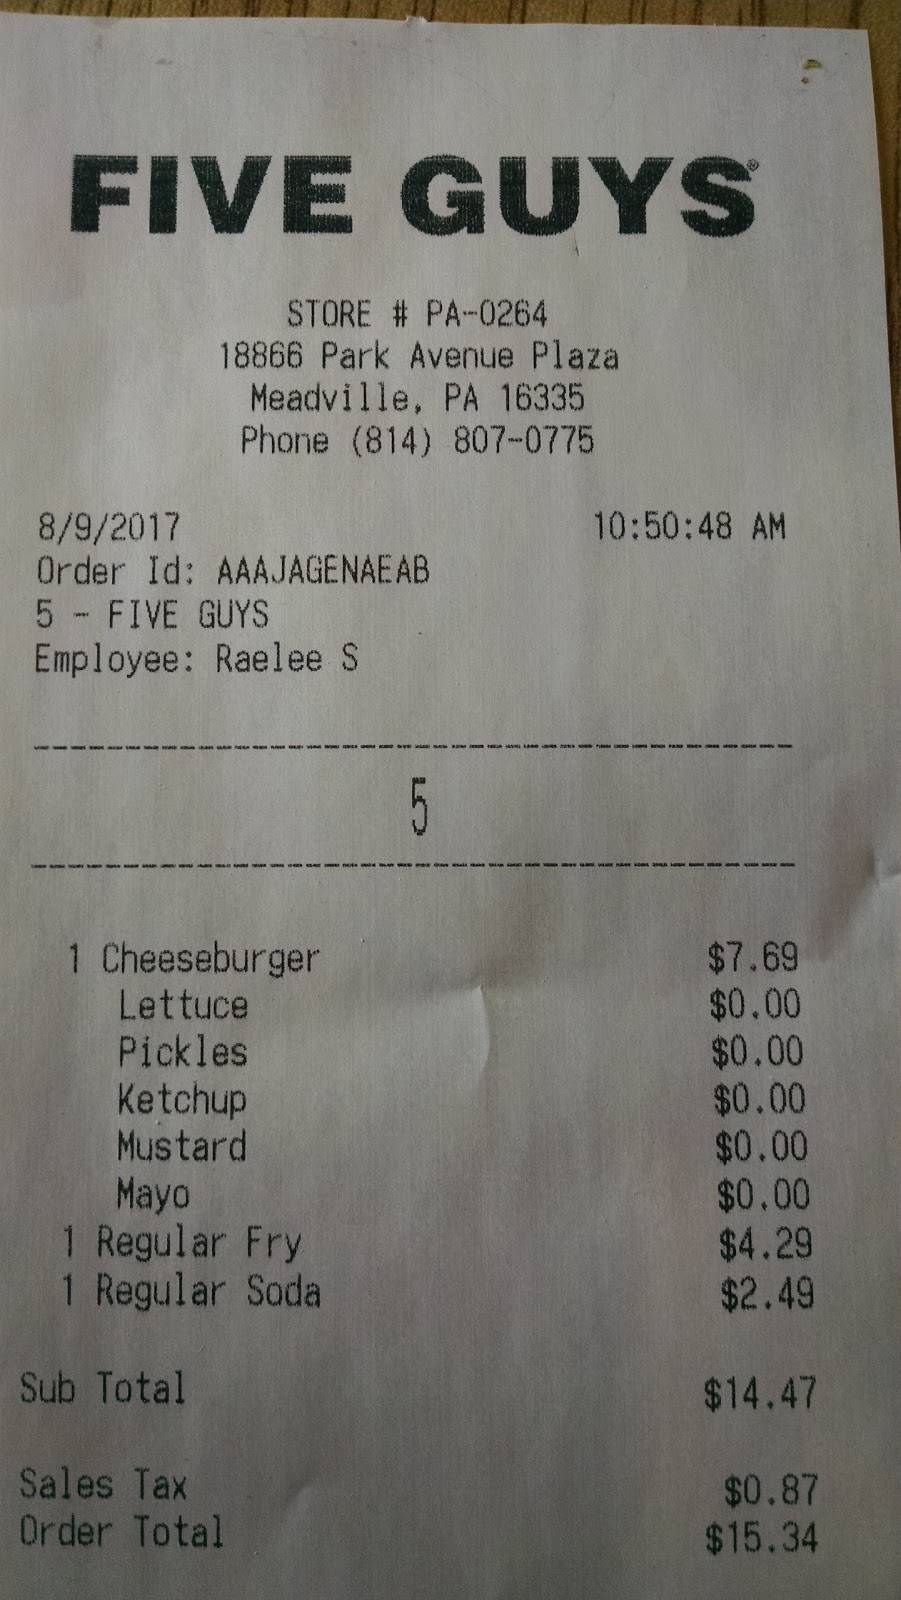 FIVE GUYS®
STORE # PA-0264
18866 Park Avenue Plaza
Meadville, PA 16335
Phone (814) 807-0775
8/9/2017 10:50:48 AM
Order Id: AAAJAGENAEAB
5 - FIVE GUYS
Employee: Raelee S
5
1 Cheeseburger $7.69
Lettuce $0.00
Pickles $0.00
Ketchup $0.00
Mustard $0.00
Mayo $0.00
1 Regular Fry $4.29
1 Regular Soda $2.49
Sub Total $14.47
Sales Tax $0.87
Order Total $15.34